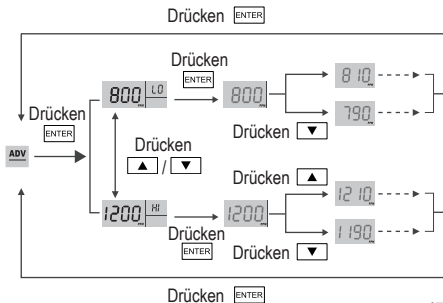 Drücken ENTER
Drücken ENTER
800 LO
800
810
790
Drücken ▼
Drücken ENTER
ADV
Drücken
▲ / ▼
Drücken ▲
1200 HI
1200
1210
1190
Drücken ENTER
Drücken ▼
Drücken ENTER